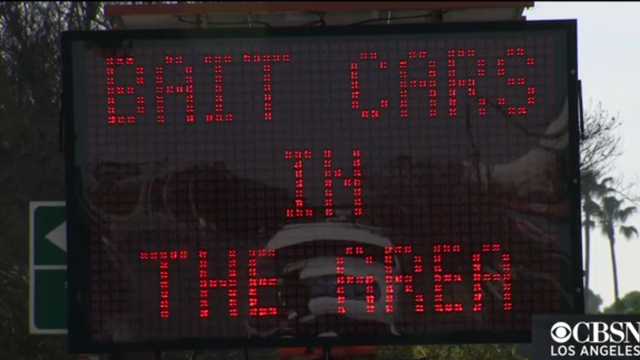 BAIT CARS
IN
THE AREA
CBSN
LOS ANGELES